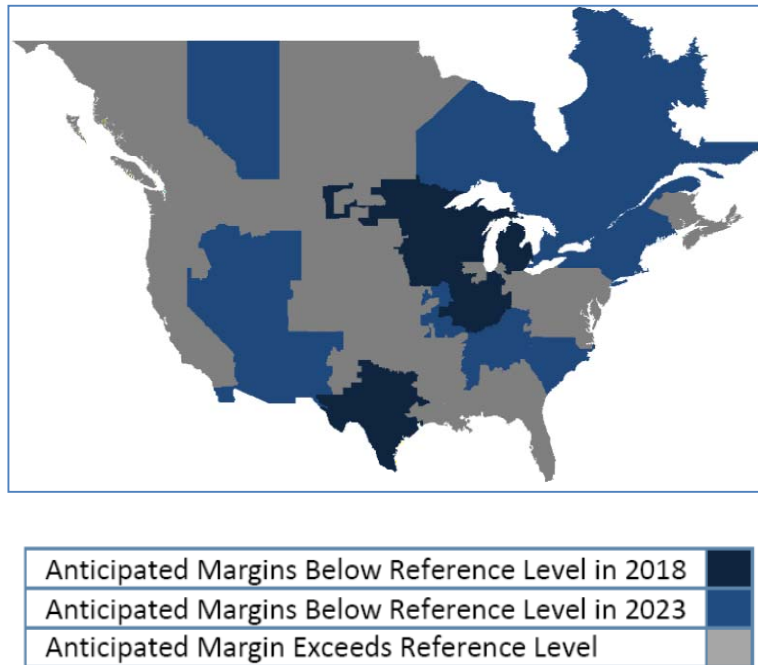 Anticipated Margins Below Reference Level in 2018
Anticipated Margins Below Reference Level in 2023
Anticipated Margin Exceeds Reference Level